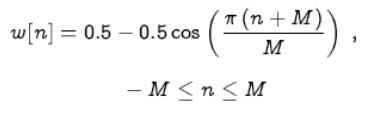 w[n] = 0.5 − 0.5 cos ( π (n + M) / M ) ,
− M ≤ n ≤ M